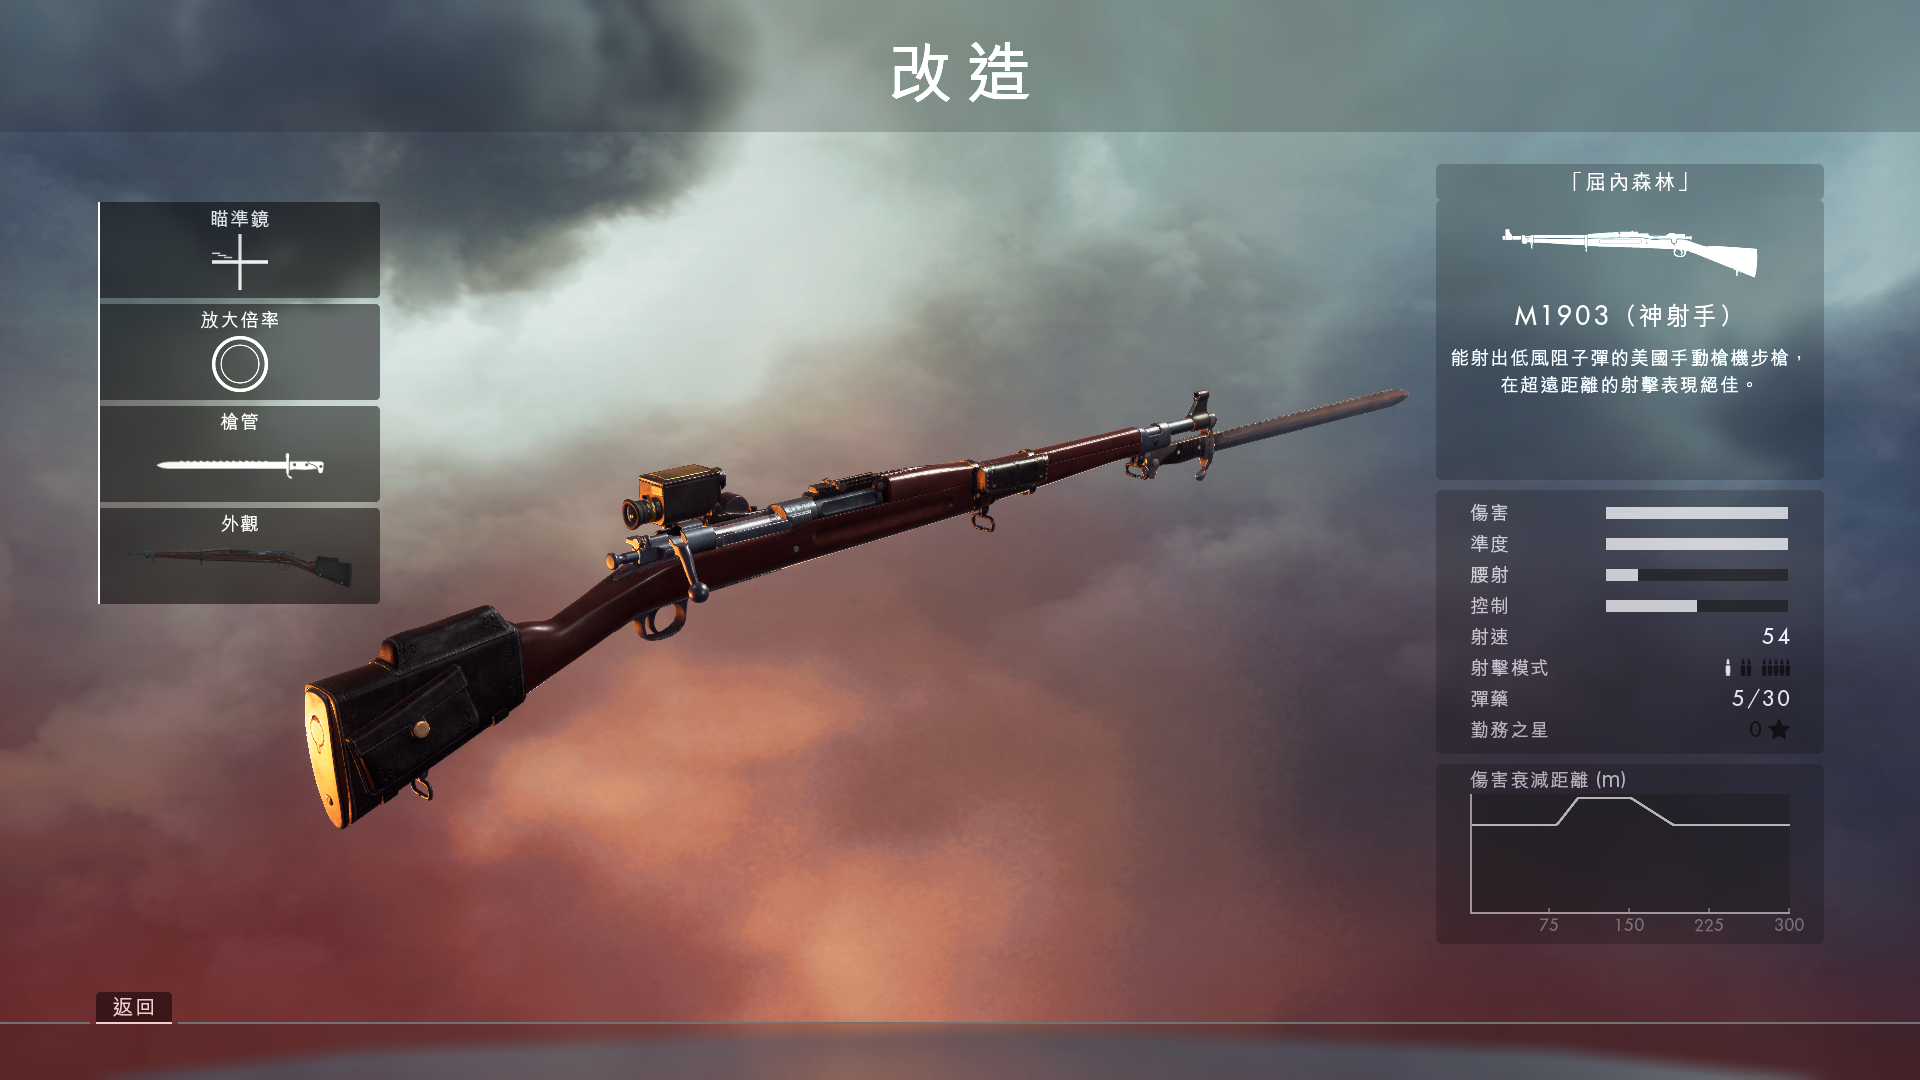 改造
瞄準鏡
放大倍率
槍管
外觀
「屈內森林」
M1903（神射手）
能射出低風阻子彈的美國手動槍機步槍，
在超遠距離的射擊表現絕佳。
傷害
準度
腰射
控制
射速 54
射擊模式
彈藥 5/30
勤務之星 0
傷害衰減距離 (m)
75 150 225 300
返回